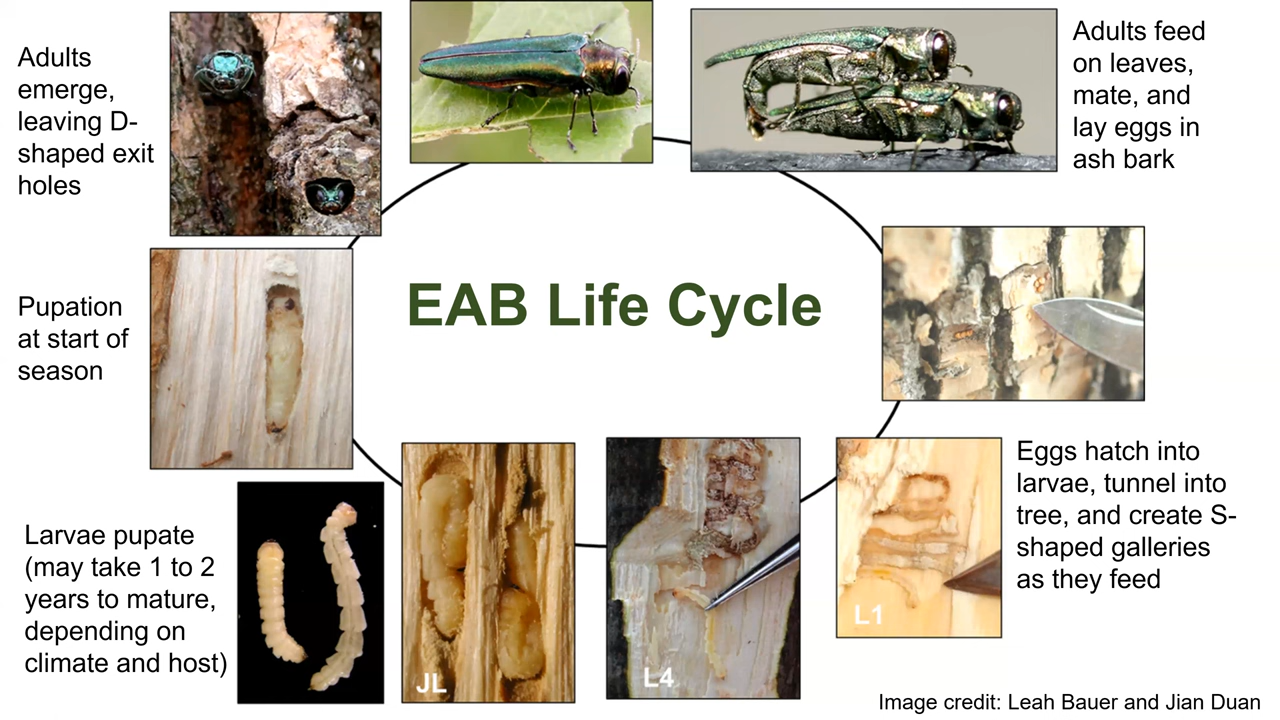 Adults
emerge,
leaving D-
shaped exit
holes
Adults feed
on leaves,
mate, and
lay eggs in
ash bark
EAB Life Cycle
Pupation
at start of
season
Eggs hatch into
larvae, tunnel into
tree, and create S-
shaped galleries
as they feed
Larvae pupate
(may take 1 to 2
years to mature,
depending on
climate and host)
JL
L4
L1
Image credit: Leah Bauer and Jian Duan